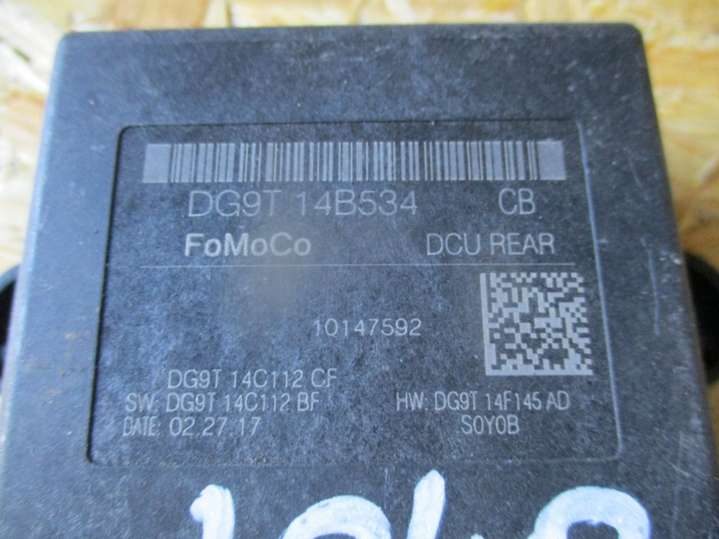 DG9T 14B534 CB
FoMoCo DCU REAR
10147592
DG9T 14C112 CF
SW: DG9T 14C112 BF HW: DG9T 14F145 AD
DATE: 02.27.17 S0Y0B